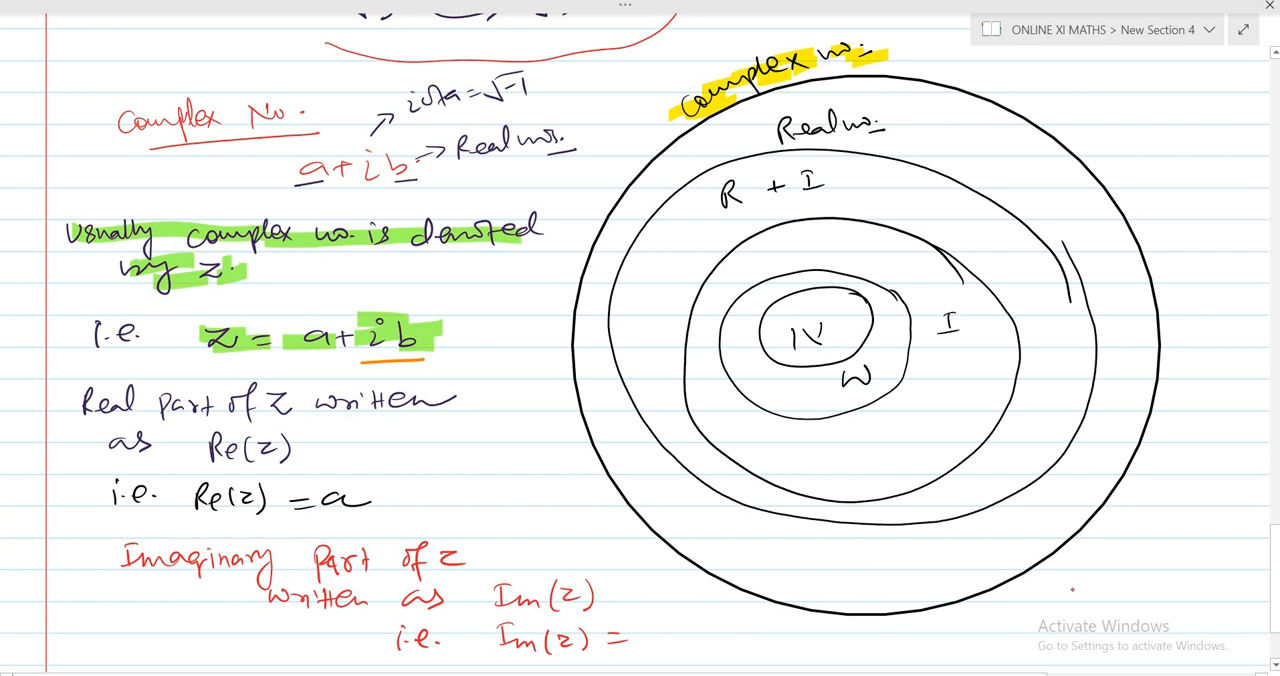 ONLINE XI MATHS > New Section 4
Complex No.
iota = √-1
a + i b → Real nos.
Usually complex no. is denoted
by z.
i.e. z = a + i b
Real part of z written
as Re(z)
i.e. Re(z) = a
Imaginary Part of z
written as Im(z)
i.e. Im(z) =
complex no.
Real no.
R + I
I
N
W
Activate Windows
Go to Settings to activate Windows.